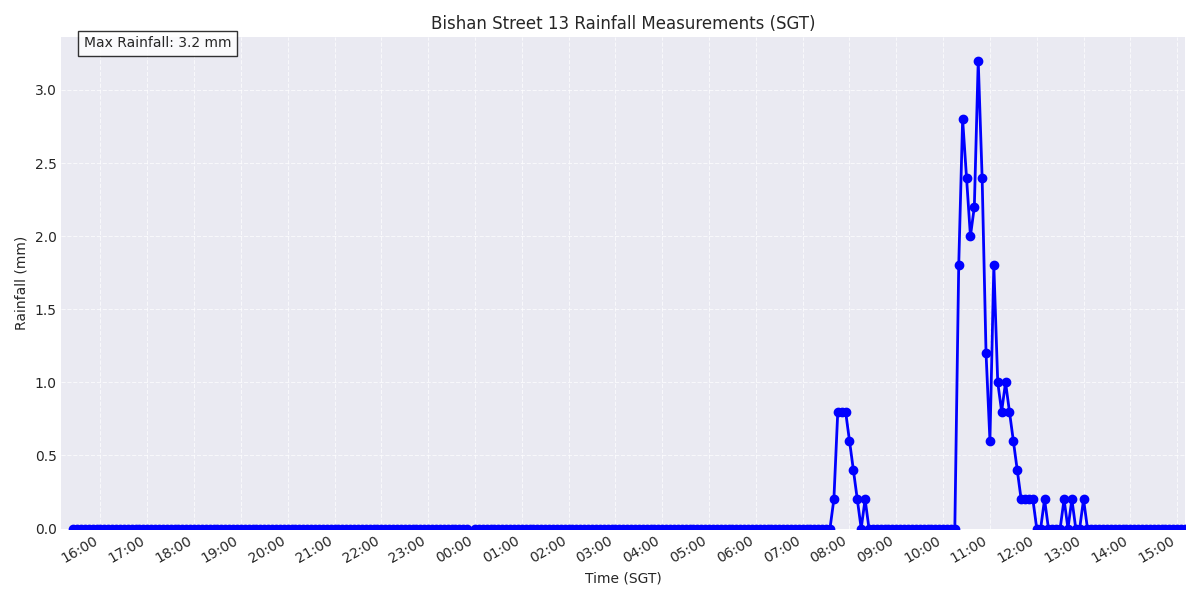 Bishan Street 13 Rainfall Measurements (SGT)
Max Rainfall: 3.2 mm
Rainfall (mm)
3.0
2.5
2.0
1.5
1.0
0.5
0.0
16:00 17:00 18:00 19:00 20:00 21:00 22:00 23:00 00:00 01:00 02:00 03:00 04:00 05:00 06:00 07:00 08:00 09:00 10:00 11:00 12:00 13:00 14:00 15:00
Time (SGT)